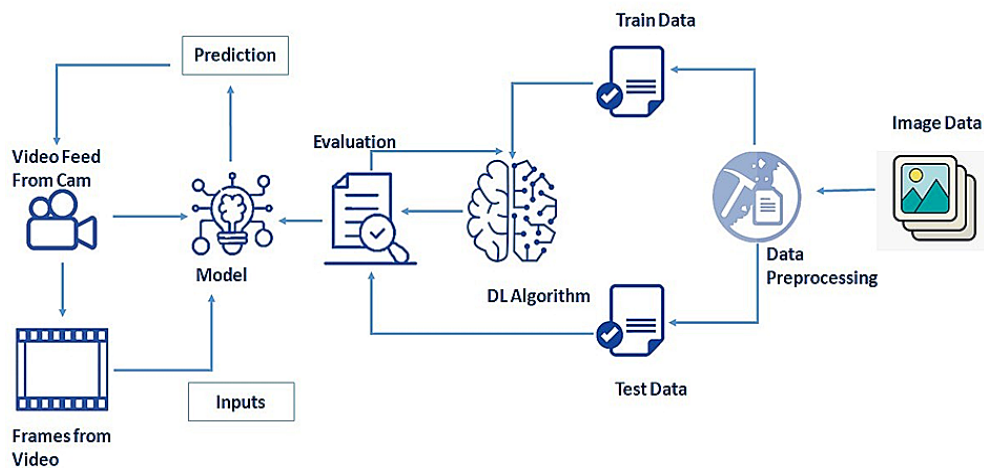 Train Data
Prediction
Image Data
Evaluation
Video Feed
From Cam
Data
Preprocessing
Model
DL Algorithm
Test Data
Inputs
Frames from
Video